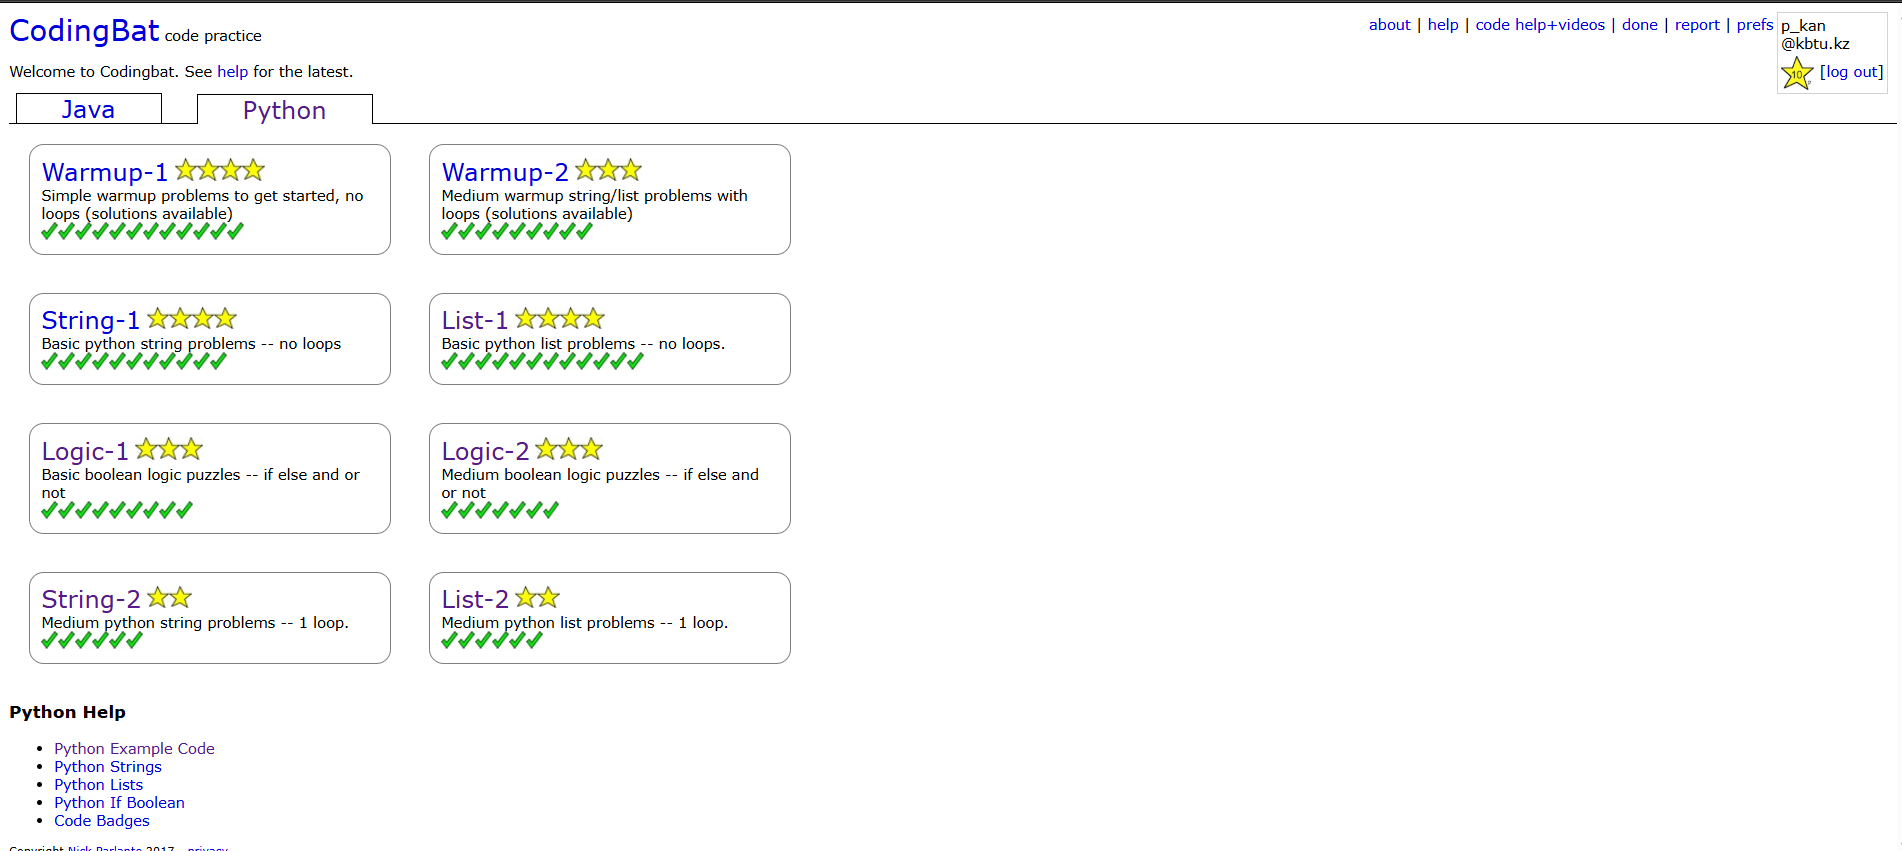 CodingBat code practice
about | help | code help+videos | done | report | prefs
p_kan
@kbtu.kz
10
[log out]
Welcome to Codingbat. See help for the latest.
Java
Python
Warmup-1
Simple warmup problems to get started, no
loops (solutions available)
Warmup-2
Medium warmup string/list problems with
loops (solutions available)
String-1
Basic python string problems -- no loops
List-1
Basic python list problems -- no loops.
Logic-1
Basic boolean logic puzzles -- if else and or
not
Logic-2
Medium boolean logic puzzles -- if else and
or not
String-2
Medium python string problems -- 1 loop.
List-2
Medium python list problems -- 1 loop.
Python Help
Python Example Code
Python Strings
Python Lists
Python If Boolean
Code Badges
Copyright Nick Parlante 2017 - privacy